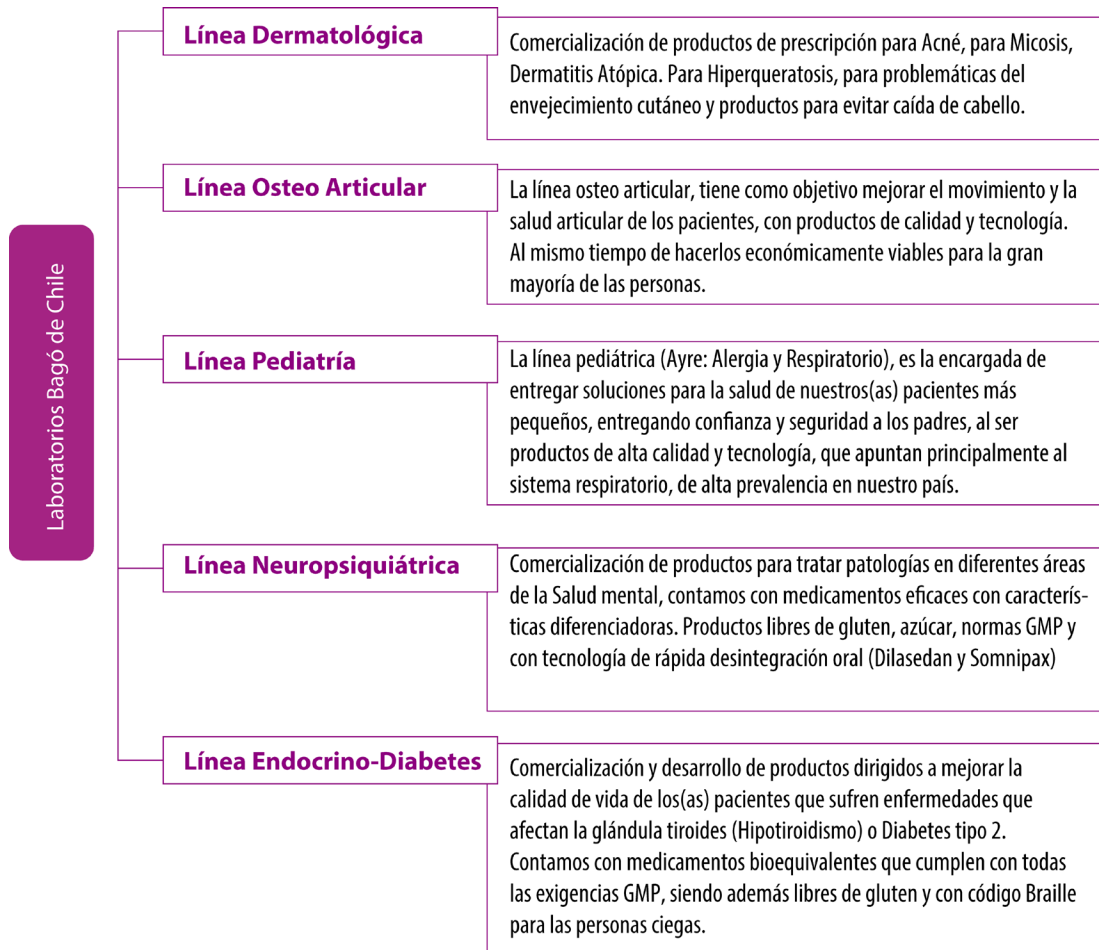 Laboratorios Bagó de Chile
Línea Dermatológica
Comercialización de productos de prescripción para Acné, para Micosis,
Dermatitis Atópica. Para Hiperqueratosis, para problemáticas del
envejecimiento cutáneo y productos para evitar caída de cabello.
Línea Osteo Articular
La línea osteo articular, tiene como objetivo mejorar el movimiento y la
salud articular de los pacientes, con productos de calidad y tecnología.
Al mismo tiempo de hacerlos económicamente viables para la gran
mayoría de las personas.
Línea Pediatría
La línea pediátrica (Ayre: Alergia y Respiratorio), es la encargada de
entregar soluciones para la salud de nuestros(as) pacientes más
pequeños, entregando confianza y seguridad a los padres, al ser
productos de alta calidad y tecnología, que apuntan principalmente al
sistema respiratorio, de alta prevalencia en nuestro país.
Línea Neuropsiquiátrica
Comercialización de productos para tratar patologías en diferentes áreas
de la Salud mental, contamos con medicamentos eficaces con caracterís-
ticas diferenciadoras. Productos libres de gluten, azúcar, normas GMP y
con tecnología de rápida desintegración oral (Dilasedan y Somnipax)
Línea Endocrino-Diabetes
Comercialización y desarrollo de productos dirigidos a mejorar la
calidad de vida de los(as) pacientes que sufren enfermedades que
afectan la glándula tiroides (Hipotiroidismo) o Diabetes tipo 2.
Contamos con medicamentos bioequivalentes que cumplen con todas
las exigencias GMP, siendo además libres de gluten y con código Braille
para las personas ciegas.